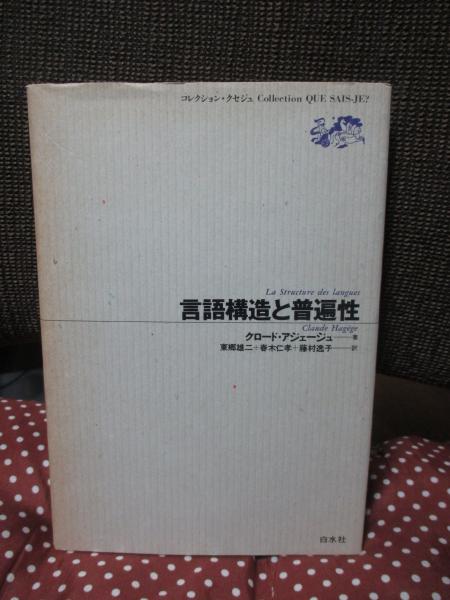 コレクション・クセジュ Collection QUE SAIS-JE?
La Structure des langues
言語構造と普遍性
Claude Hagège
クロード・アジェージュ——著
東郷雄二+春木仁孝+藤村逸子——訳
白水社